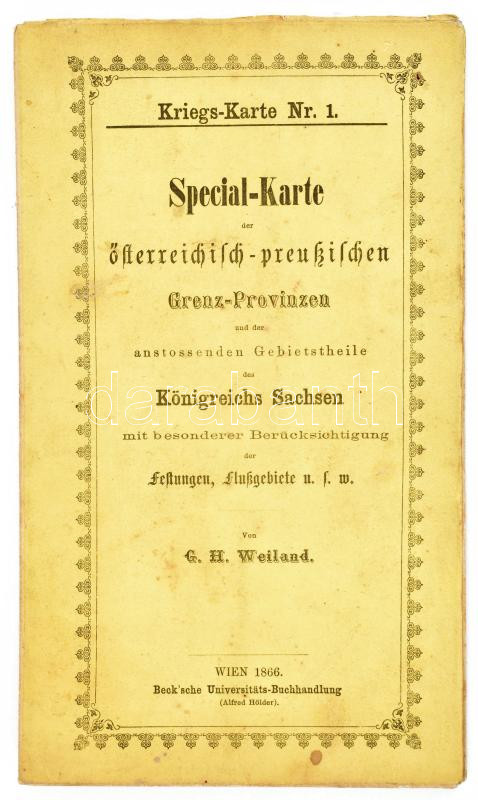 Kriegs-Karte Nr. 1.
Special-Karte
der
österreichisch-preußischen
Grenz-Provinzen
und der
anstossenden Gebietstheile
des
Königreichs Sachsen
darabanth
mit besonderer Berücksichtigung
der
Festungen, Flußgebiete u. s. w.
Von
G. H. Weiland.
WIEN 1866.
Beck'sche Universitäts-Buchhandlung
(Alfred Hölder).